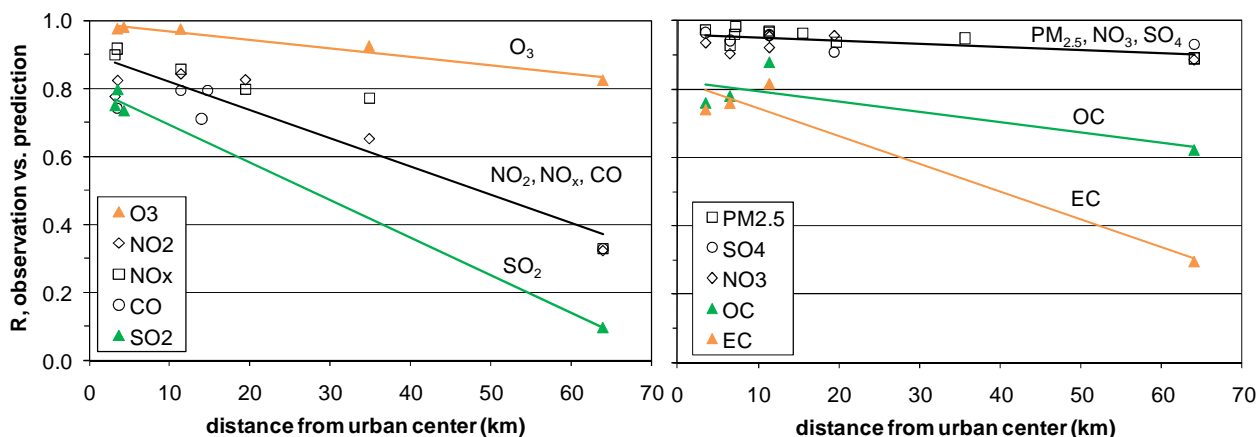 R, observation vs. prediction
1.0
0.8
0.6
0.4
0.2
0.0
O₃
NO₂, NOₓ, CO
SO₂
O3
NO2
NOx
CO
SO2
0 10 20 30 40 50 60 70
distance from urban center (km)
PM₂.₅, NO₃, SO₄
OC
EC
PM2.5
SO4
NO3
OC
EC
0 10 20 30 40 50 60 70
distance from urban center (km)